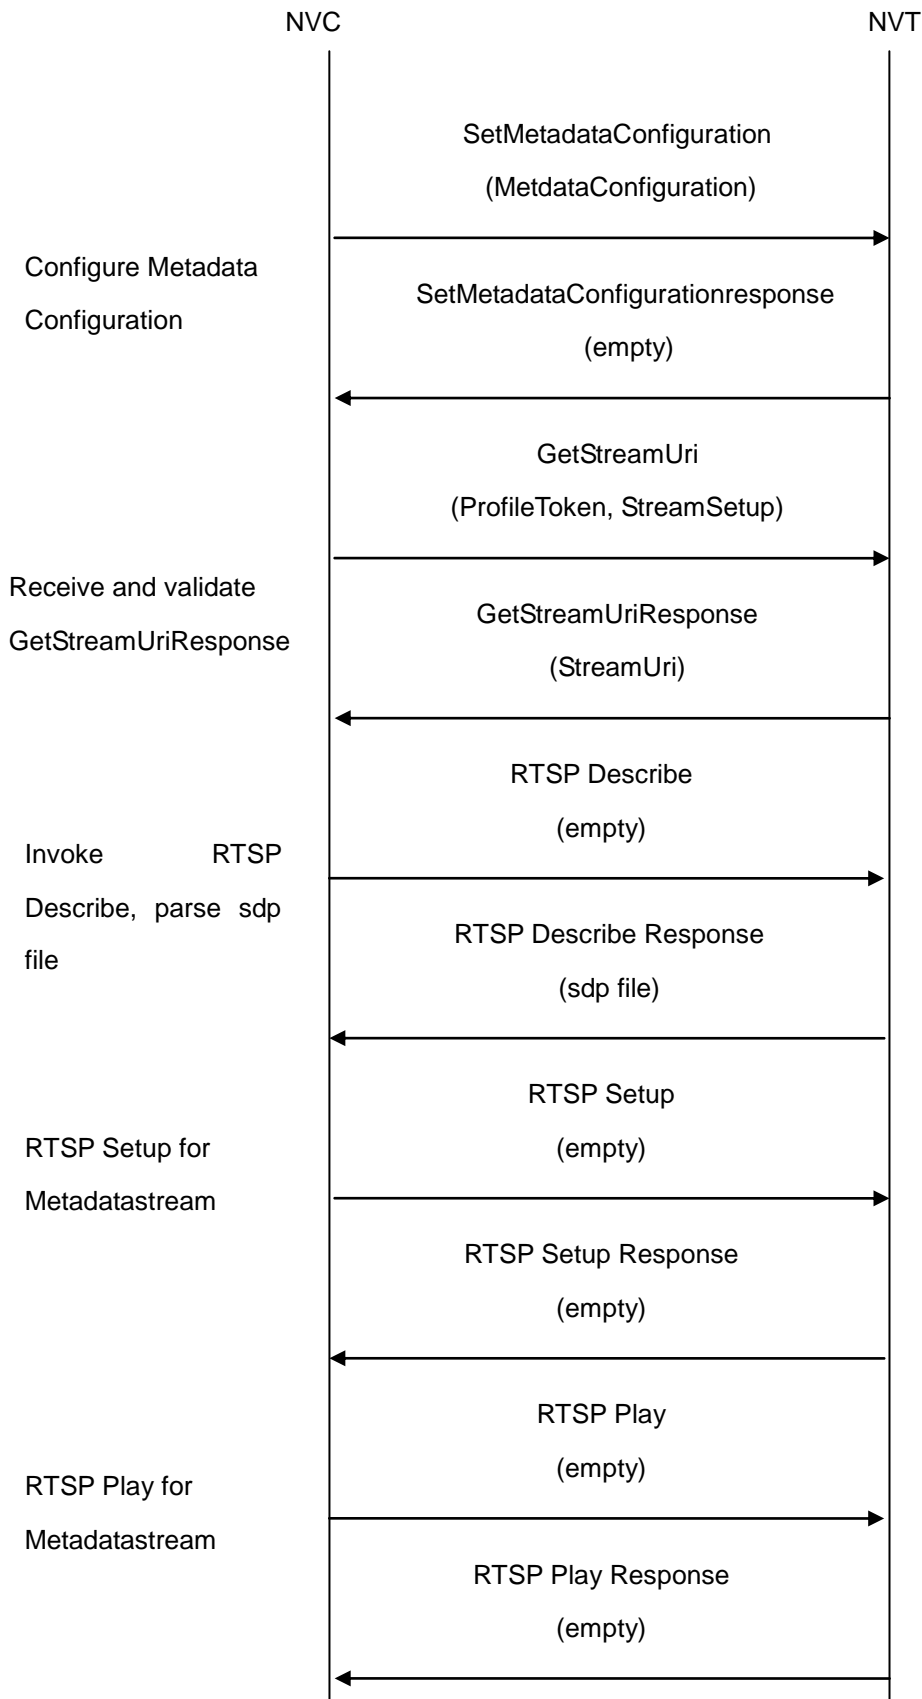 NVC
NVT
SetMetadataConfiguration
(MetdataConfiguration)
Configure Metadata
Configuration
SetMetadataConfigurationresponse
(empty)
GetStreamUri
(ProfileToken, StreamSetup)
Receive and validate
GetStreamUriResponse
GetStreamUriResponse
(StreamUri)
RTSP Describe
(empty)
Invoke RTSP
Describe, parse sdp
file
RTSP Describe Response
(sdp file)
RTSP Setup
(empty)
RTSP Setup for
Metadatastream
RTSP Setup Response
(empty)
RTSP Play
(empty)
RTSP Play for
Metadatastream
RTSP Play Response
(empty)